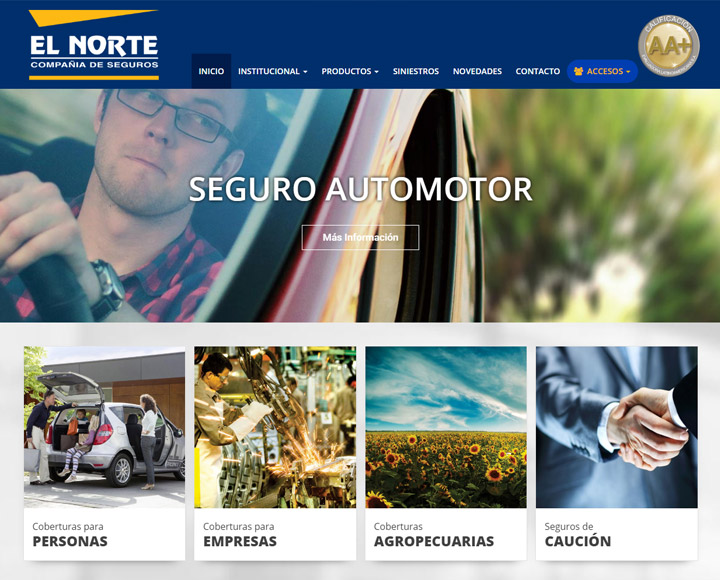 EL NORTE
COMPAÑIA DE SEGUROS
INICIO
INSTITUCIONAL
PRODUCTOS
SINIESTROS
NOVEDADES
CONTACTO
ACCESOS
CALIFICACIÓN
AA+
SEGURO AUTOMOTOR
Más Información
Coberturas para
PERSONAS
Coberturas para
EMPRESAS
Coberturas
AGROPECUARIAS
Seguros de
CAUCIÓN